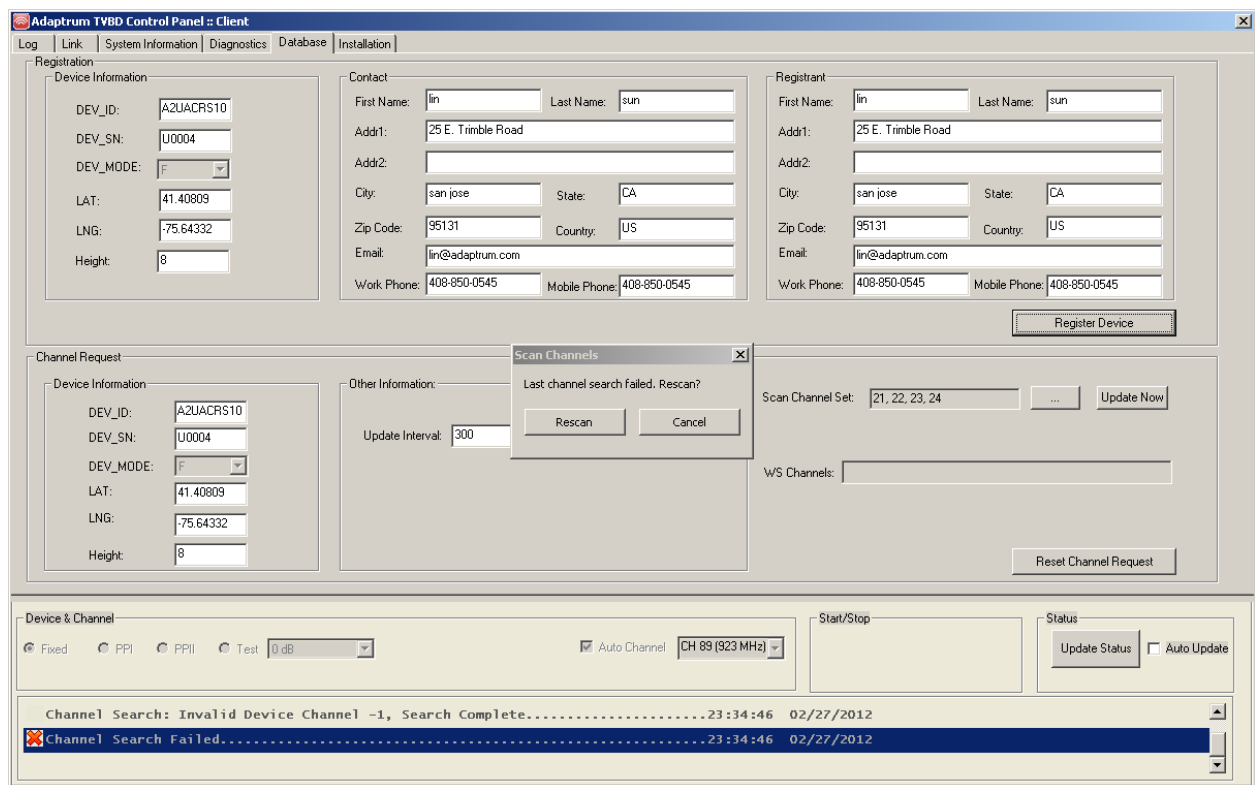 Adaptrum TVBD Control Panel :: Client
Log Link System Information Diagnostics Database Installation
Registration
Device Information
DEV_ID: A2UACRS10
DEV_SN: U0004
DEV_MODE: F
LAT: 41.40809
LNG: -75.64332
Height: 8
Contact
First Name: lin Last Name: sun
Addr1: 25 E. Trimble Road
Addr2:
City: san jose State: CA
Zip Code: 95131 Country: US
Email: lin@adaptrum.com
Work Phone: 408-850-0545 Mobile Phone: 408-850-0545
Registrant
First Name: lin Last Name: sun
Addr1: 25 E. Trimble Road
Addr2:
City: san jose State: CA
Zip Code: 95131 Country: US
Email: lin@adaptrum.com
Work Phone: 408-850-0545 Mobile Phone: 408-850-0545
Register Device
Channel Request
Device Information
DEV_ID: A2UACRS10
DEV_SN: U0004
DEV_MODE: F
LAT: 41.40809
LNG: -75.64332
Height: 8
Other Information:
Update Interval: 300
Scan Channels
Last channel search failed. Rescan?
Rescan Cancel
Scan Channel Set: 21, 22, 23, 24 ... Update Now
WS Channels:
Reset Channel Request
Device & Channel
Fixed PPI PPII Test 0 dB Auto Channel CH 89 (923 MHz)
Start/Stop
Status
Update Status Auto Update
Channel Search: Invalid Device Channel -1, Search Complete......................23:34:46 02/27/2012
Channel Search Failed...........................................................23:34:46 02/27/2012